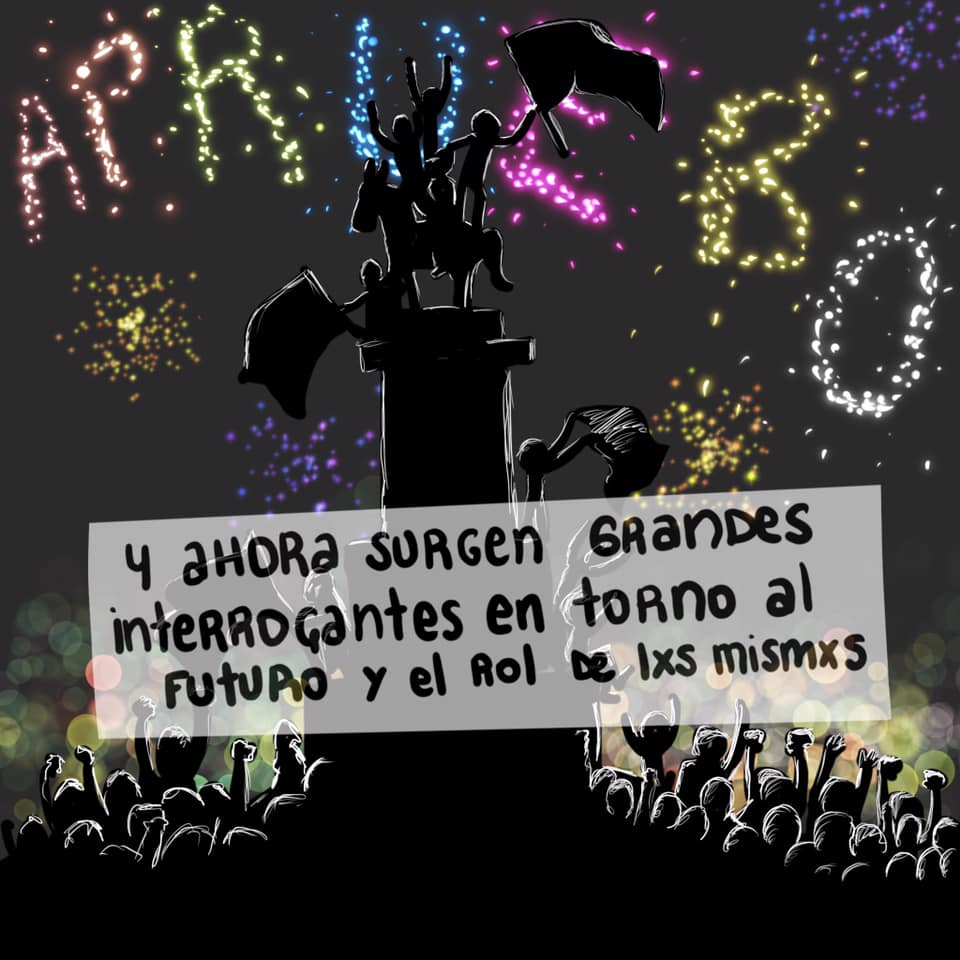 APRUEBO
Y AHORA SURGEN GRANDES
INTERROGANTES EN TORNO AL
FUTURO Y EL ROL DE LXS MISMXS